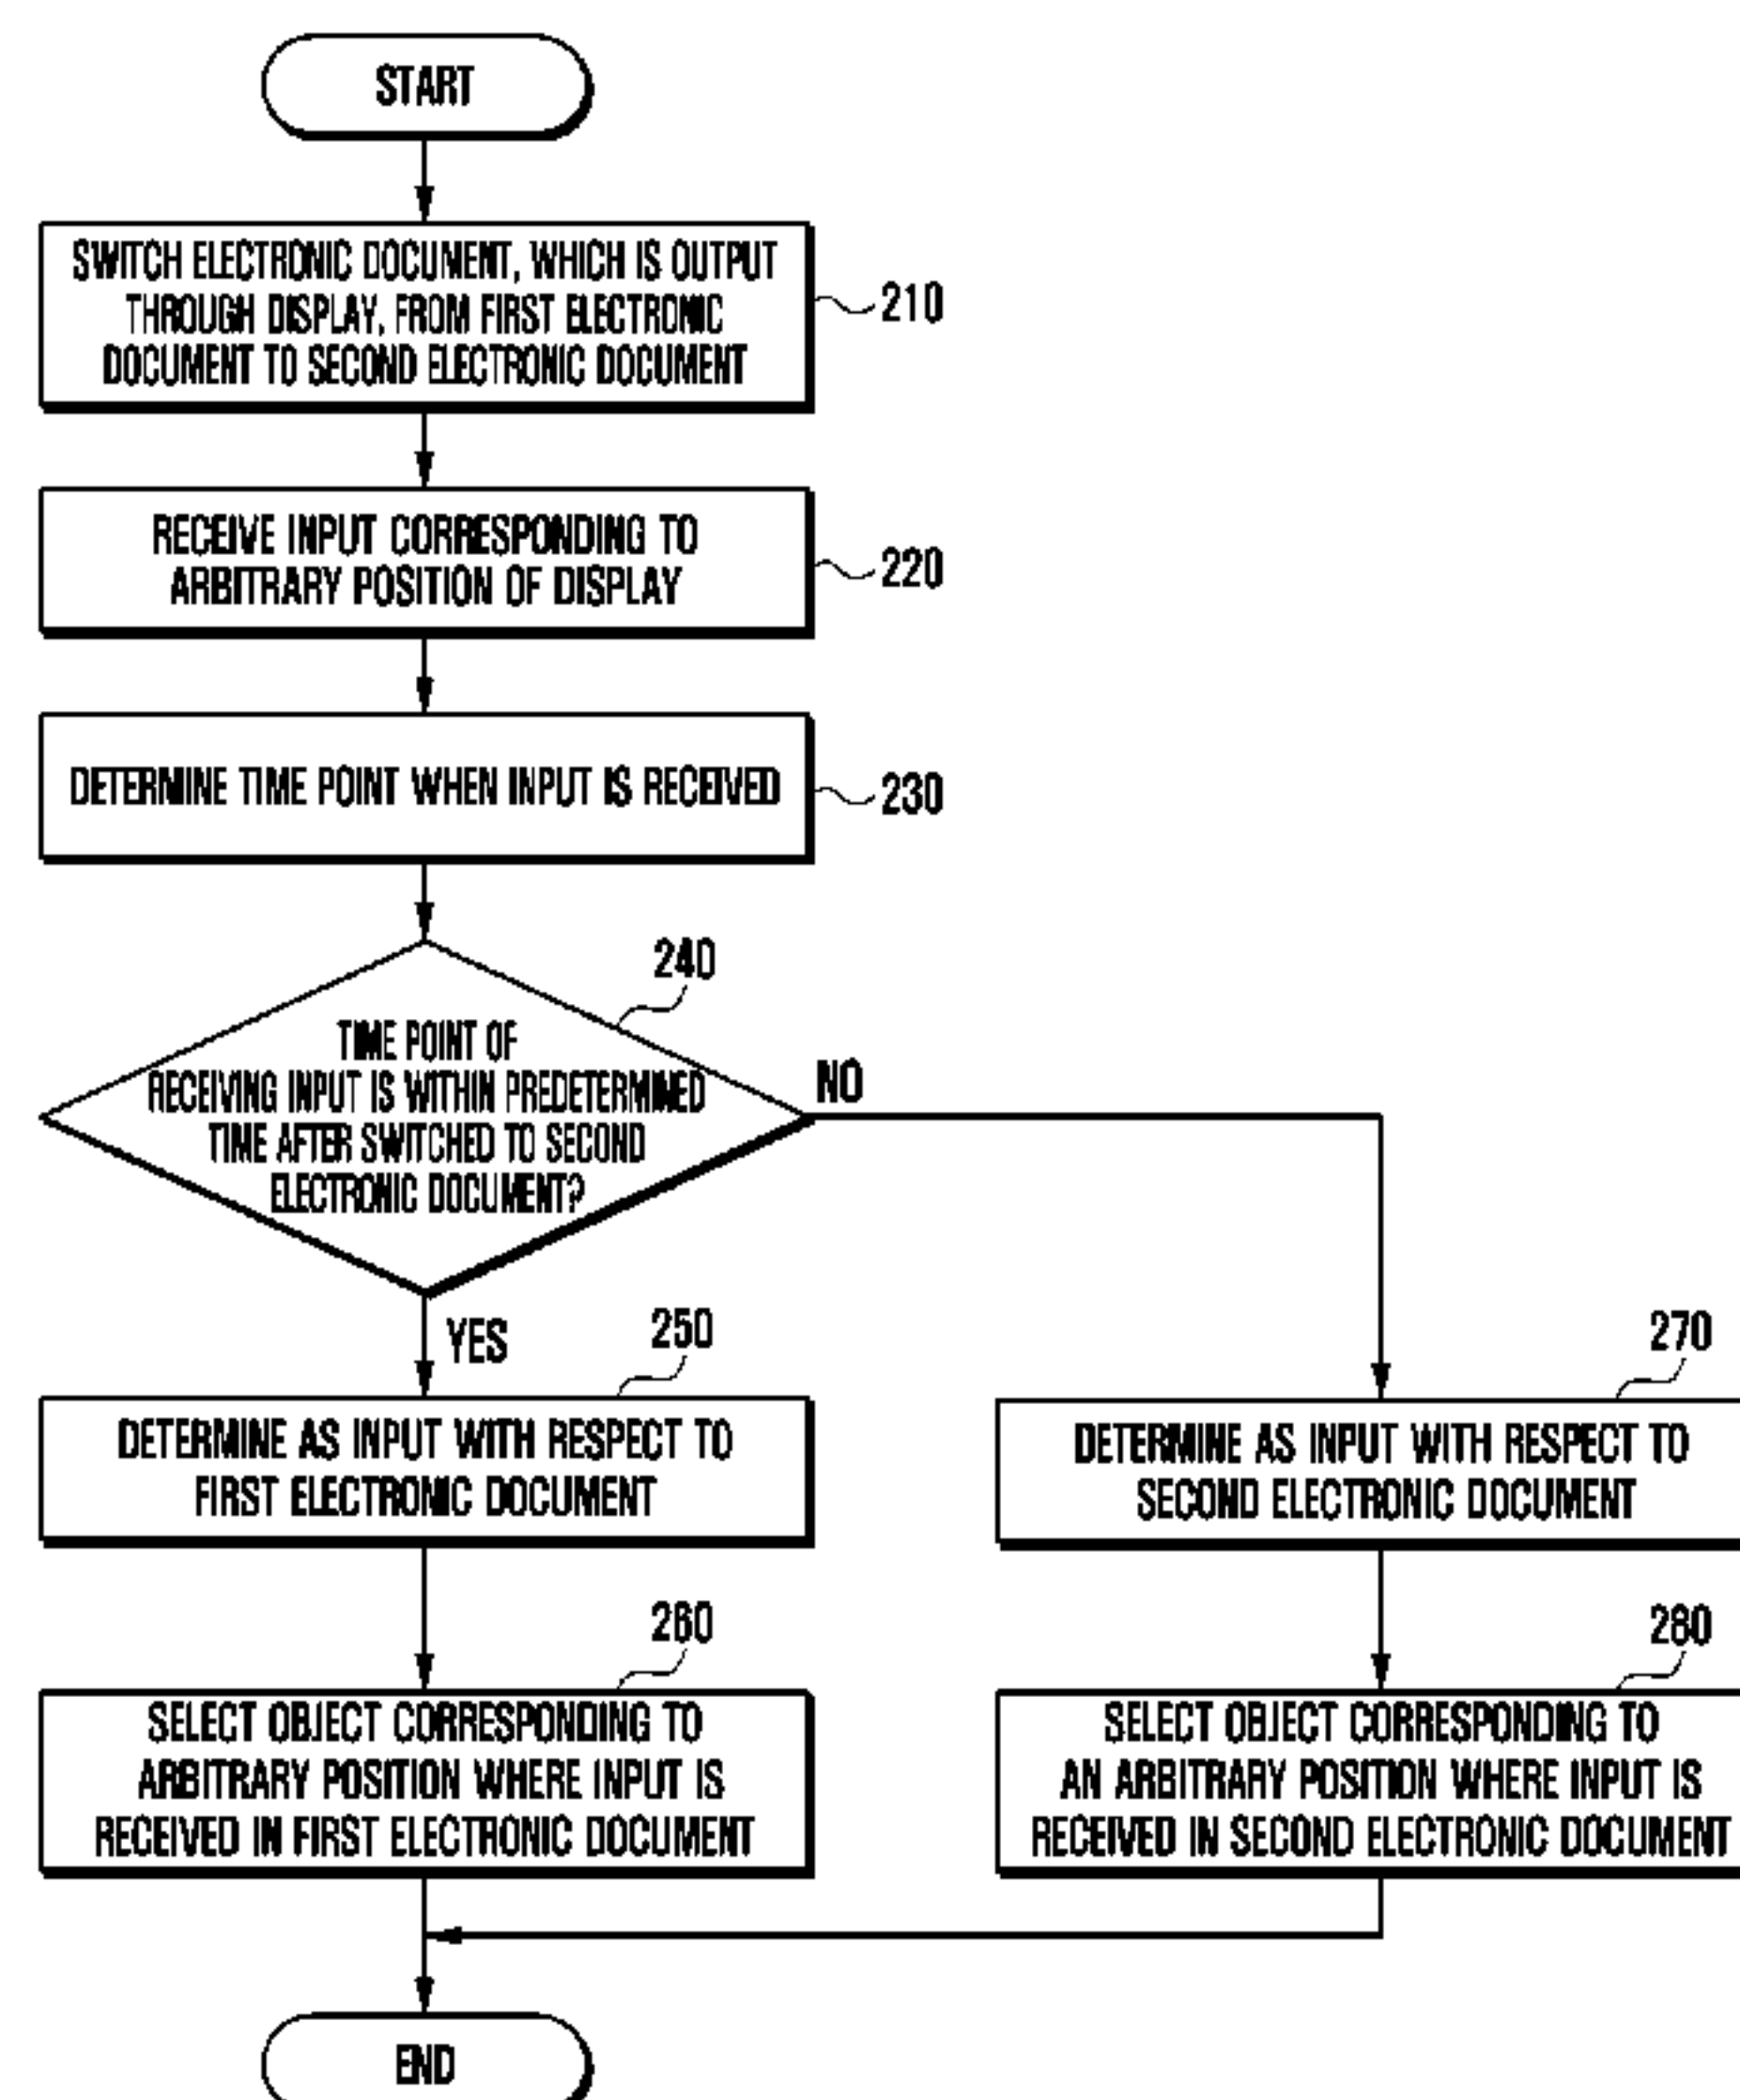 START
SWITCH ELECTRONIC DOCUMENT, WHICH IS OUTPUT
THROUGH DISPLAY, FROM FIRST ELECTRONIC
DOCUMENT TO SECOND ELECTRONIC DOCUMENT
210
RECEIVE INPUT CORRESPONDING TO
ARBITRARY POSITION OF DISPLAY
220
DETERMINE TIME POINT WHEN INPUT IS RECEIVED
230
240
TIME POINT OF
RECEIVING INPUT IS WITHIN PREDETERMINED
TIME AFTER SWITCHED TO SECOND
ELECTRONIC DOCUMENT?
NO
YES
250
DETERMINE AS INPUT WITH RESPECT TO
FIRST ELECTRONIC DOCUMENT
270
DETERMINE AS INPUT WITH RESPECT TO
SECOND ELECTRONIC DOCUMENT
260
SELECT OBJECT CORRESPONDING TO
ARBITRARY POSITION WHERE INPUT IS
RECEIVED IN FIRST ELECTRONIC DOCUMENT
280
SELECT OBJECT CORRESPONDING TO
AN ARBITRARY POSITION WHERE INPUT IS
RECEIVED IN SECOND ELECTRONIC DOCUMENT
END